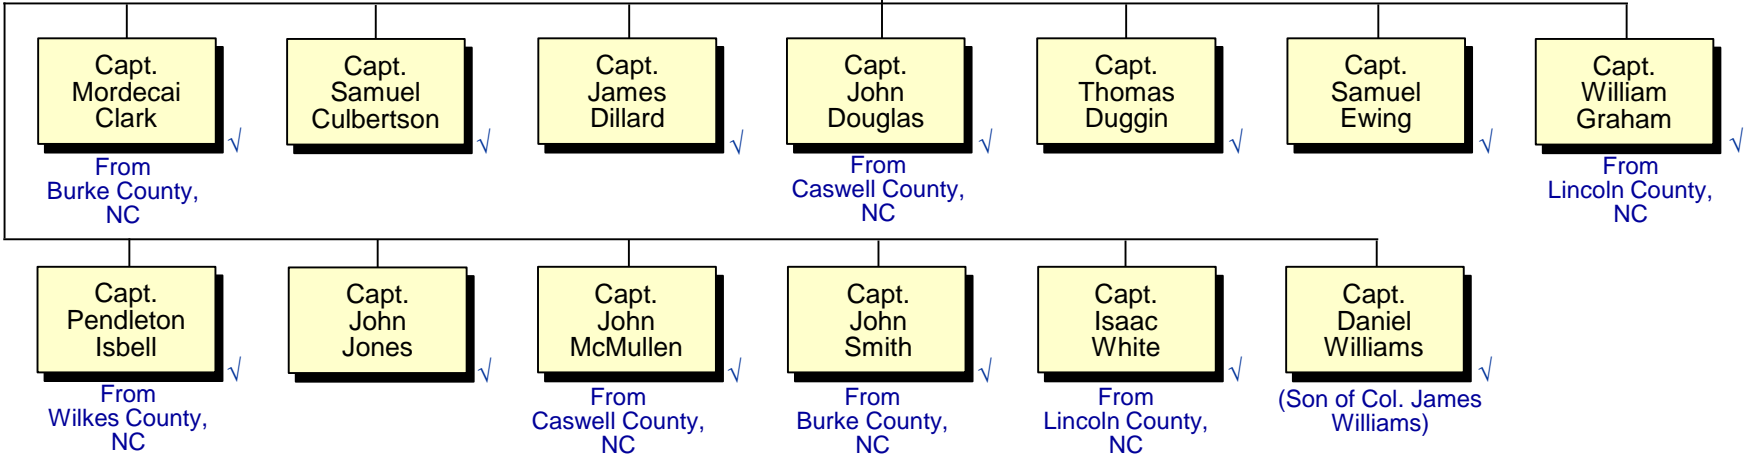 Capt.
Mordecai
Clark
√
From
Burke County,
NC
Capt.
Samuel
Culbertson
√
Capt.
James
Dillard
√
Capt.
John
Douglas
√
From
Caswell County,
NC
Capt.
Thomas
Duggin
√
Capt.
Samuel
Ewing
√
Capt.
William
Graham
√
From
Lincoln County,
NC
Capt.
Pendleton
Isbell
√
From
Wilkes County,
NC
Capt.
John
Jones
√
Capt.
John
McMullen
√
From
Caswell County,
NC
Capt.
John
Smith
√
From
Burke County,
NC
Capt.
Isaac
White
√
From
Lincoln County,
NC
Capt.
Daniel
Williams
√
(Son of Col. James
Williams)